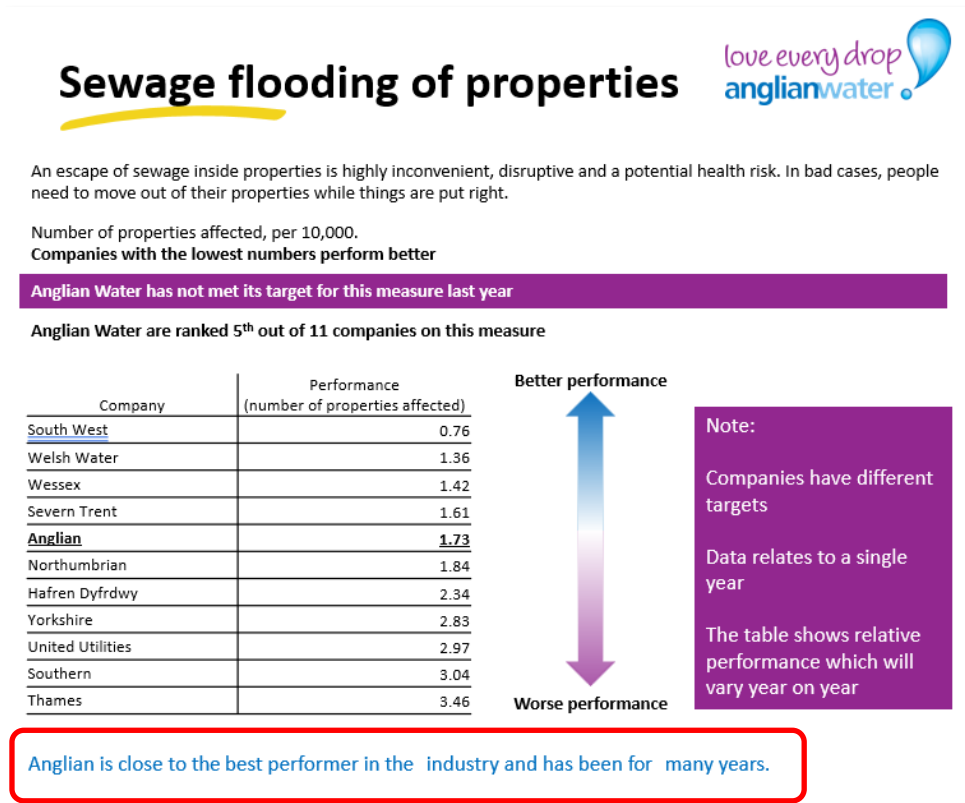 love every drop
anglianwater
Sewage flooding of properties
An escape of sewage inside properties is highly inconvenient, disruptive and a potential health risk. In bad cases, people
need to move out of their properties while things are put right.
Number of properties affected, per 10,000.
Companies with the lowest numbers perform better
Anglian Water has not met its target for this measure last year
Anglian Water are ranked 5th out of 11 companies on this measure
Performance
Company (number of properties affected)
South West 0.76
Welsh Water 1.36
Wessex 1.42
Severn Trent 1.61
Anglian 1.73
Northumbrian 1.84
Hafren Dyfrdwy 2.34
Yorkshire 2.83
United Utilities 2.97
Southern 3.04
Thames 3.46
Better performance
Worse performance
Note:
Companies have different
targets
Data relates to a single
year
The table shows relative
performance which will
vary year on year
Anglian is close to the best performer in the industry and has been for many years.